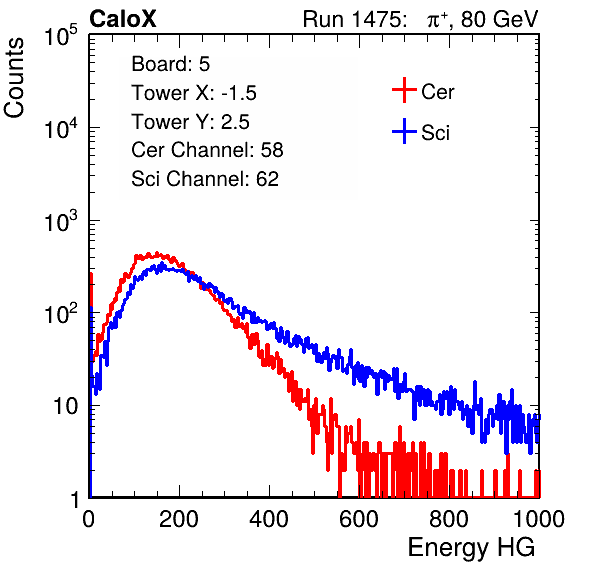 CaloX Run 1475: π⁺, 80 GeV
Counts
Board: 5
Tower X: -1.5
Tower Y: 2.5
Cer Channel: 58
Sci Channel: 62
Cer
Sci
10⁵
10⁴
10³
10²
10
1
0 200 400 600 800 1000
Energy HG